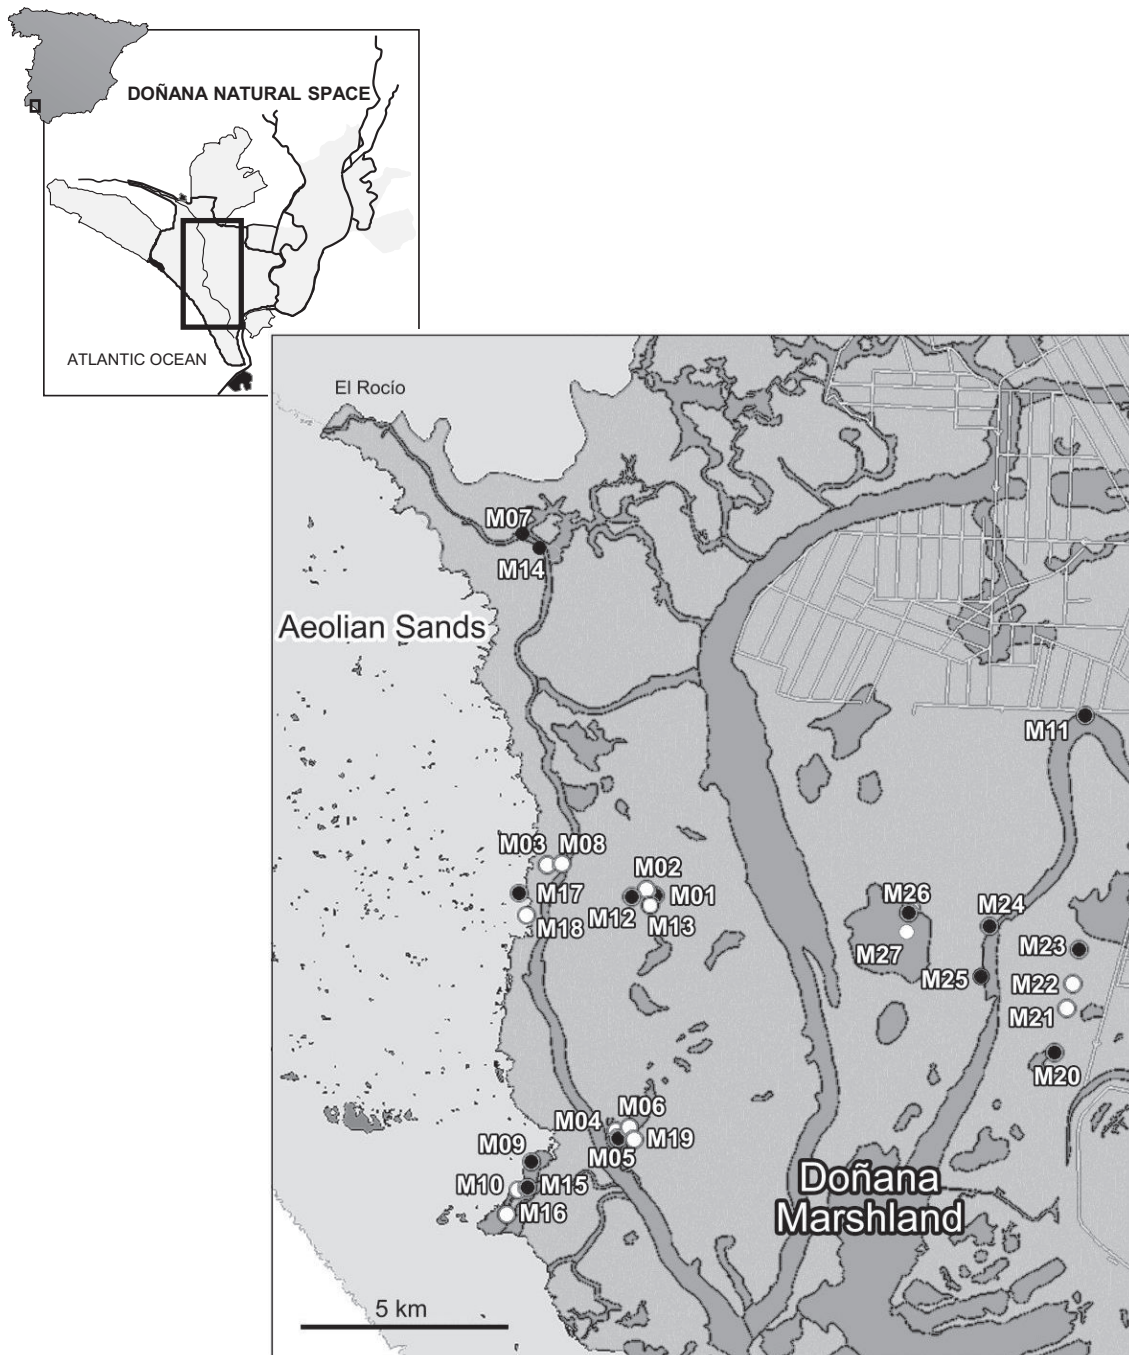 DOÑANA NATURAL SPACE
ATLANTIC OCEAN
El Rocío
M07
M14
Aeolian Sands
M11
M03 M08
M02
M17
M01
M12
M13
M18
M26
M24
M27
M23
M25
M22
M21
M20
M06
M04
M19
M05
M09
M10
M15
M16
Doñana
Marshland
5 km